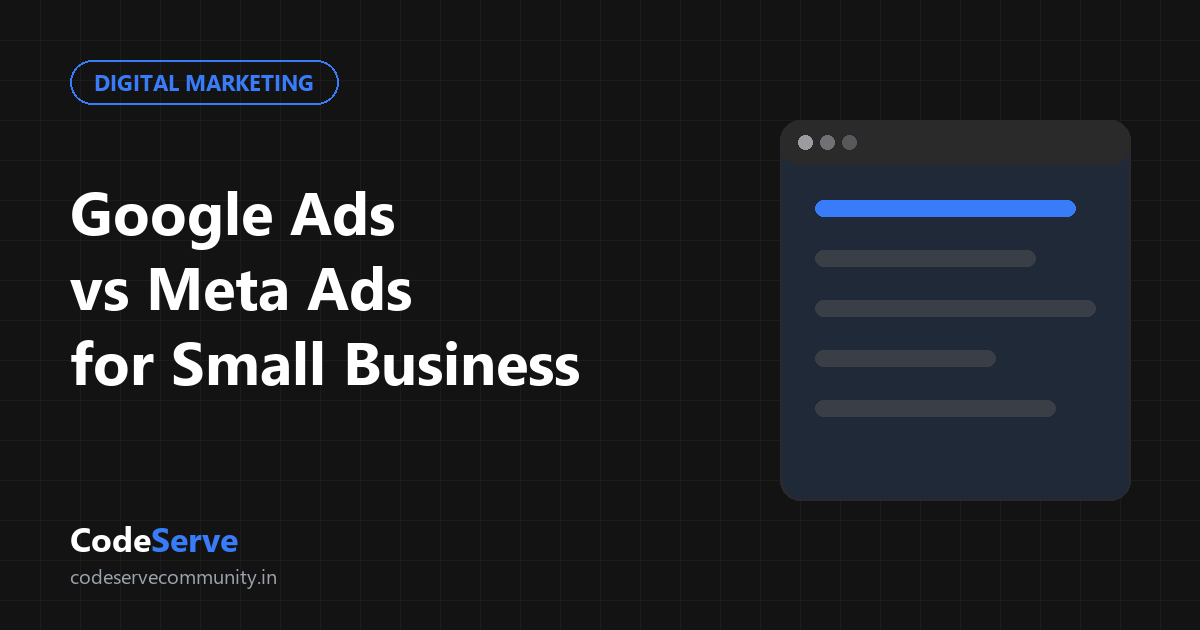 DIGITAL MARKETING
Google Ads
vs Meta Ads
for Small Business
CodeServe
codeservecommunity.in